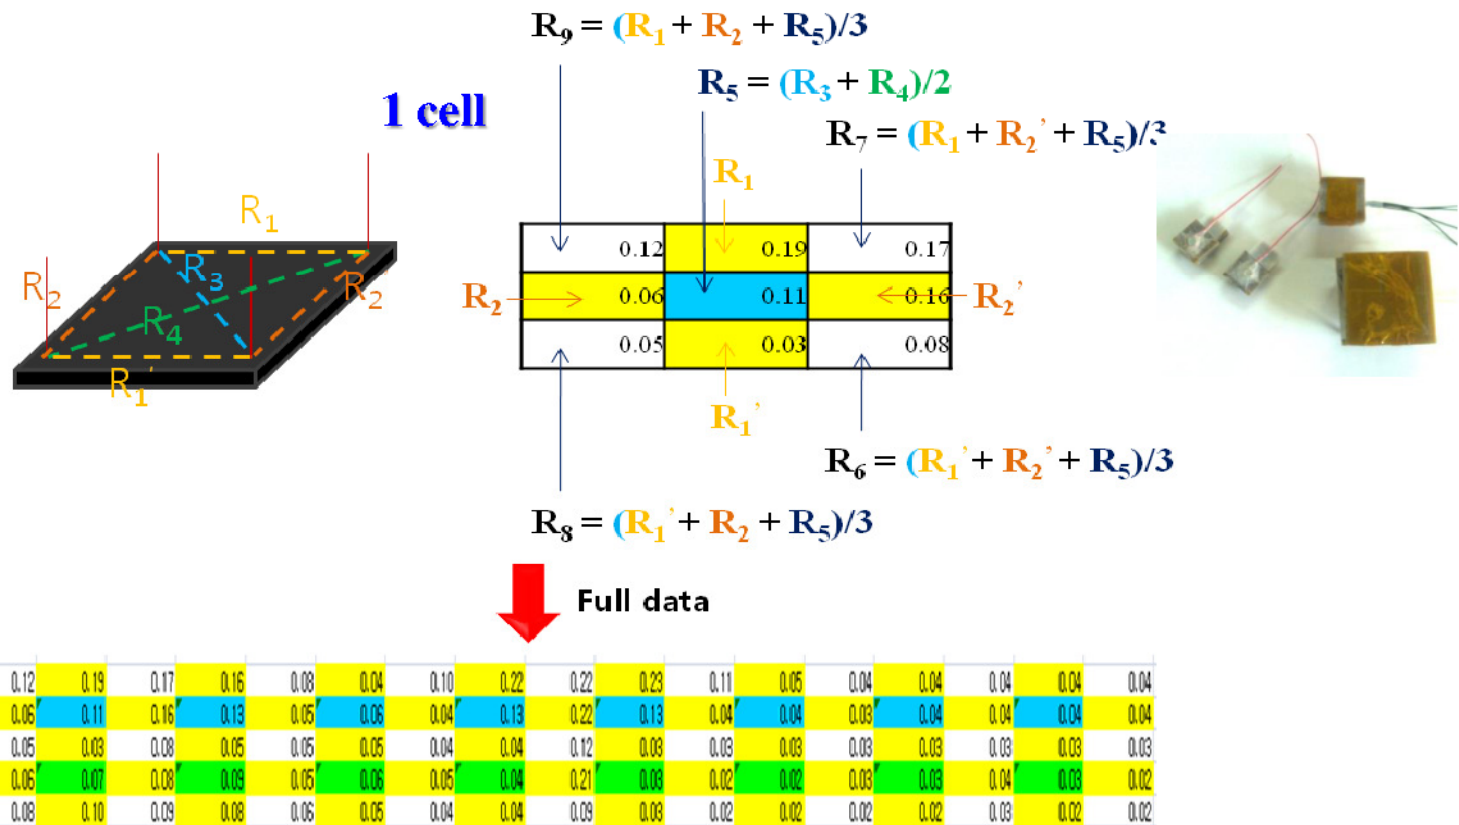 R9 = (R1 + R2 + R5)/3
R5 = (R3 + R4)/2
1 cell
R7 = (R1 + R2’ + R5)/3
R1
R1
R3
R2
R2
R4
R1’
0.12 0.19 0.17
R2 0.06 0.11 0.16 R2’
0.05 0.03 0.08
R1’
R6 = (R1’ + R2’ + R5)/3
R8 = (R1’ + R2 + R5)/3
Full data
0.12 0.19 0.17 0.16 0.08 0.04 0.10 0.22 0.22 0.23 0.11 0.05 0.04 0.04 0.04 0.04 0.04
0.06 0.11 0.16 0.13 0.05 0.06 0.04 0.13 0.22 0.13 0.04 0.04 0.03 0.04 0.04 0.04 0.04
0.05 0.03 0.08 0.05 0.05 0.05 0.04 0.04 0.12 0.03 0.03 0.03 0.03 0.03 0.03 0.03 0.03
0.06 0.07 0.08 0.09 0.05 0.06 0.05 0.04 0.21 0.03 0.02 0.02 0.03 0.03 0.04 0.03 0.02
0.08 0.10 0.09 0.08 0.06 0.05 0.04 0.04 0.09 0.03 0.02 0.02 0.02 0.02 0.03 0.02 0.02